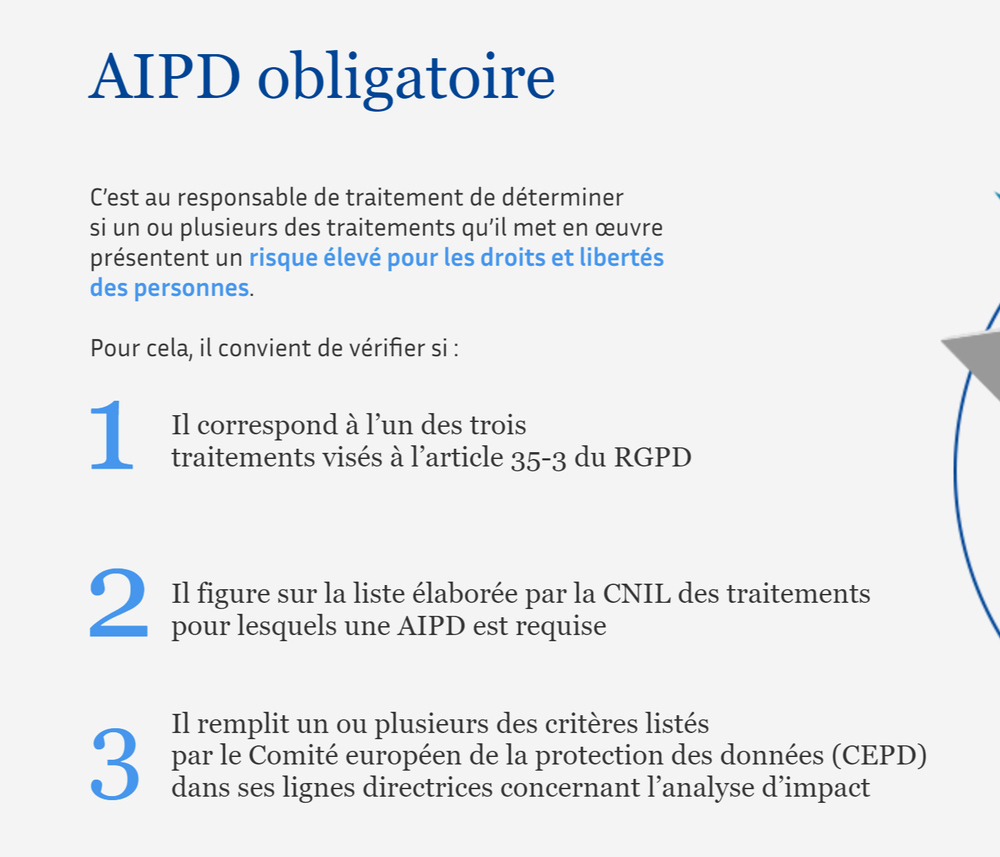 AIPD obligatoire
C’est au responsable de traitement de déterminer
si un ou plusieurs des traitements qu’il met en œuvre
présentent un risque élevé pour les droits et libertés
des personnes.
Pour cela, il convient de vérifier si :
1
Il correspond à l’un des trois
traitements visés à l’article 35-3 du RGPD
2
Il figure sur la liste élaborée par la CNIL des traitements
pour lesquels une AIPD est requise
3
Il remplit un ou plusieurs des critères listés
par le Comité européen de la protection des données (CEPD)
dans ses lignes directrices concernant l’analyse d’impact